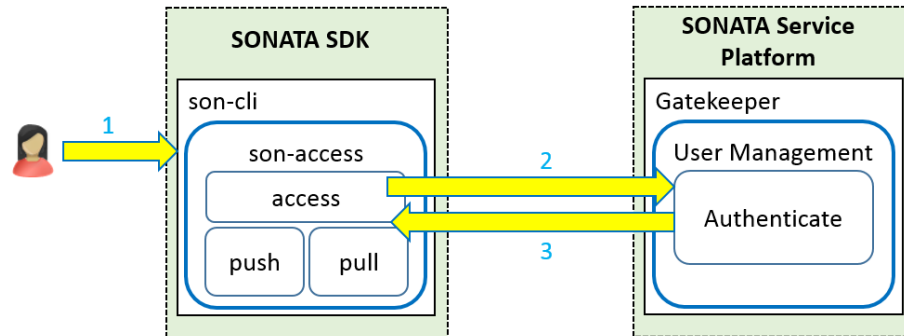 SONATA SDK
son-cli
son-access
access
push
pull
1
2
3
SONATA Service
Platform
Gatekeeper
User Management
Authenticate